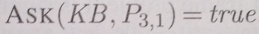 ASK(KB, P₃,₁) = true